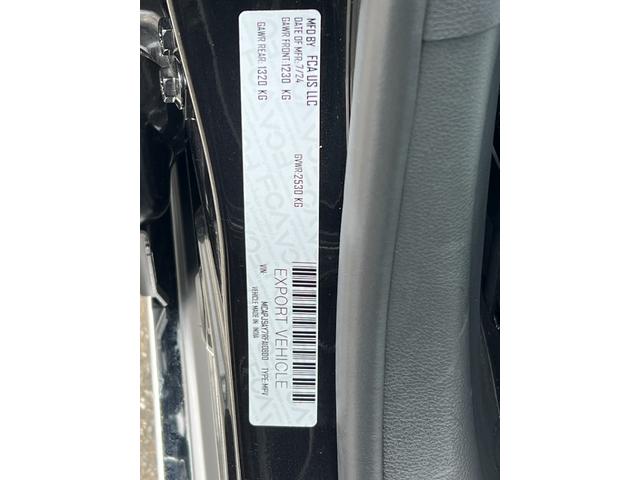 MFD BY FCA US LLC
DATE OF MFR: 7/24
GAWR FRONT:1230 KG
GAWR REAR: 1320 KG
GVWR:2530 KG
EXPORT VEHICLE
VIN:
TYPE:MPV
VEHICLE MADE IN: INDIA